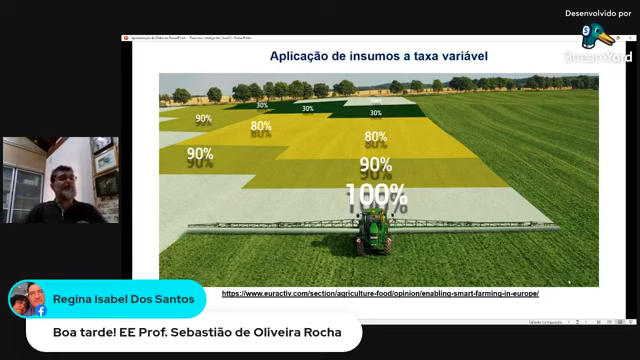 Desenvolvido por
StreamYard
Aplicação de insumos a taxa variável
30%
30%
30%
90%
80%
80%
90%
90%
100%
https://www.euractiv.com/section/agriculture-food/opinion/enabling-smart-farming-in-europe/
Regina Isabel Dos Santos
Boa tarde! EE Prof. Sebastião de Oliveira Rocha